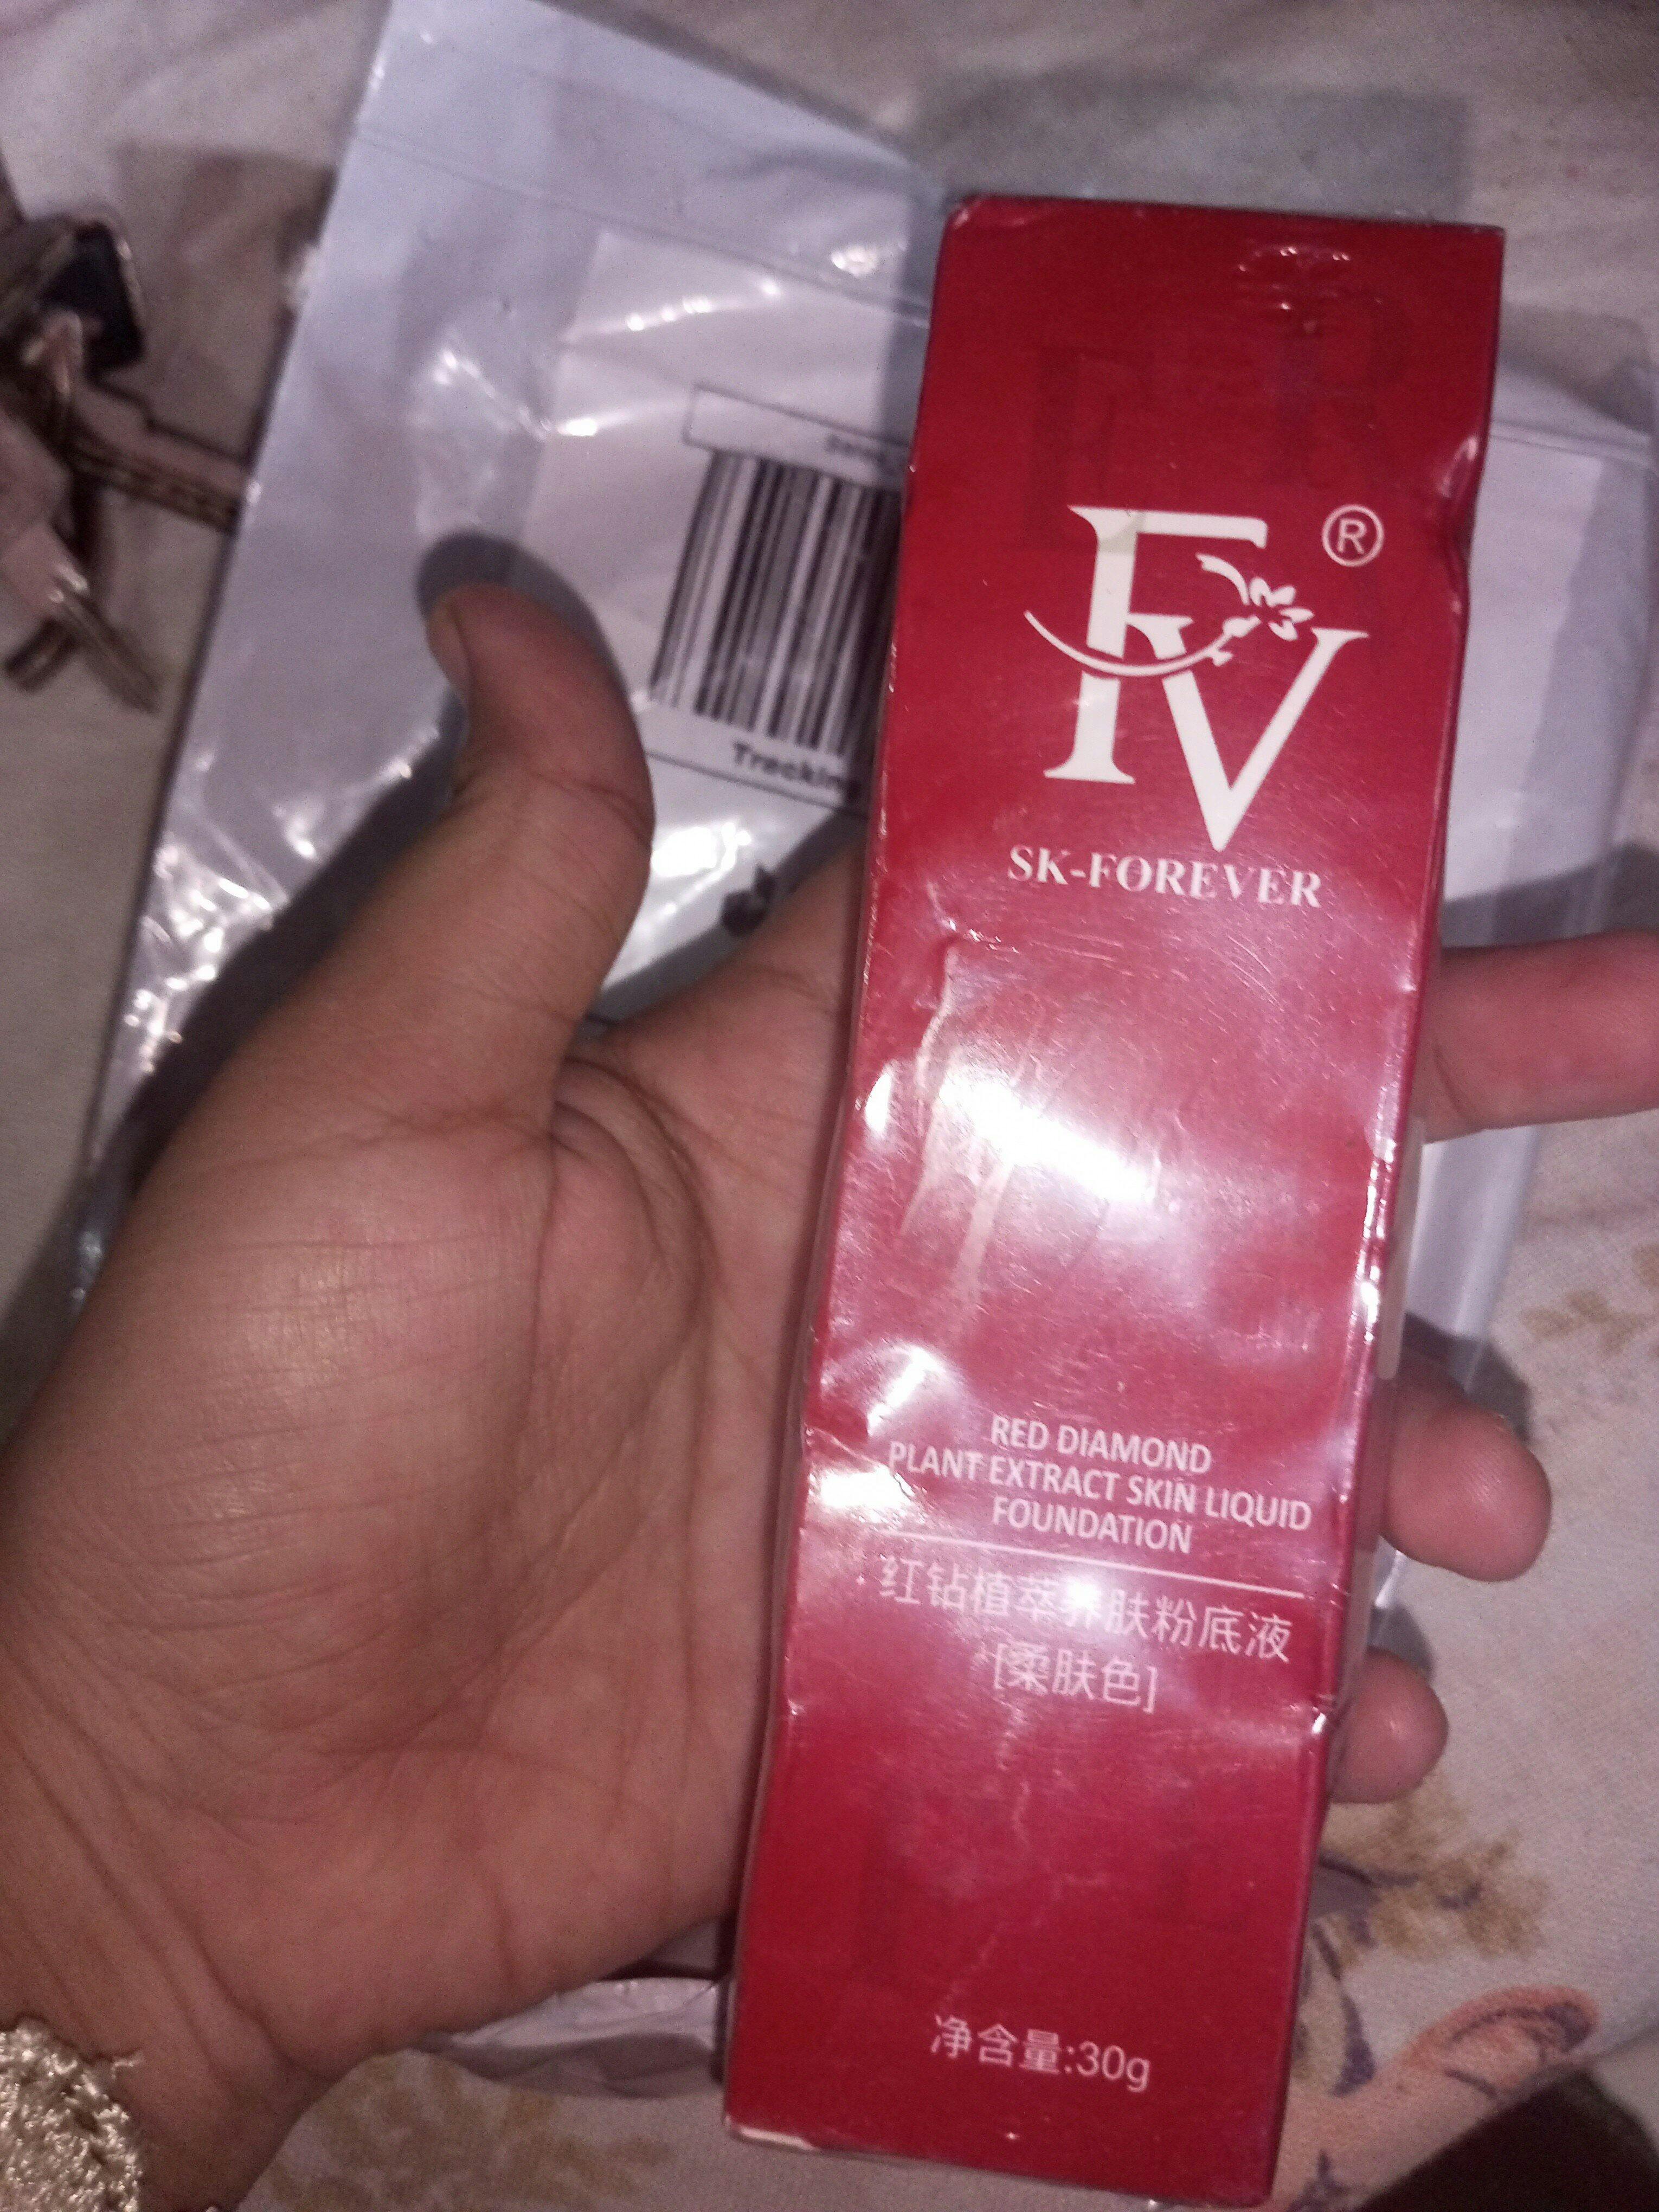 FV®
SK-FOREVER
RED DIAMOND
PLANT EXTRACT SKIN LIQUID
FOUNDATION
红钻植萃养肤粉底液
[柔肤色]
净含量:30g